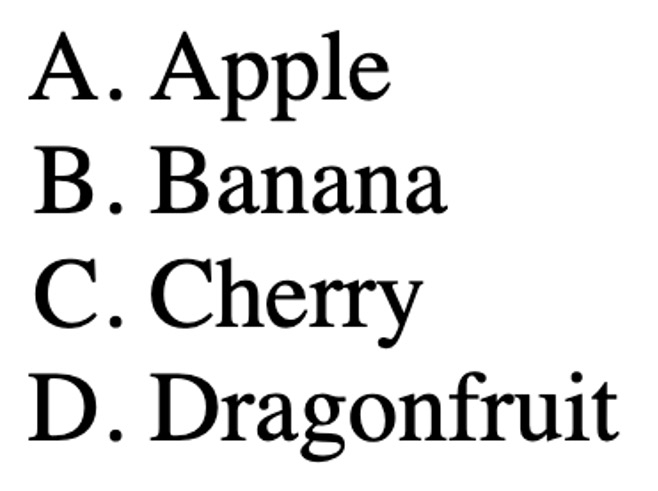 A. Apple
B. Banana
C. Cherry
D. Dragonfruit